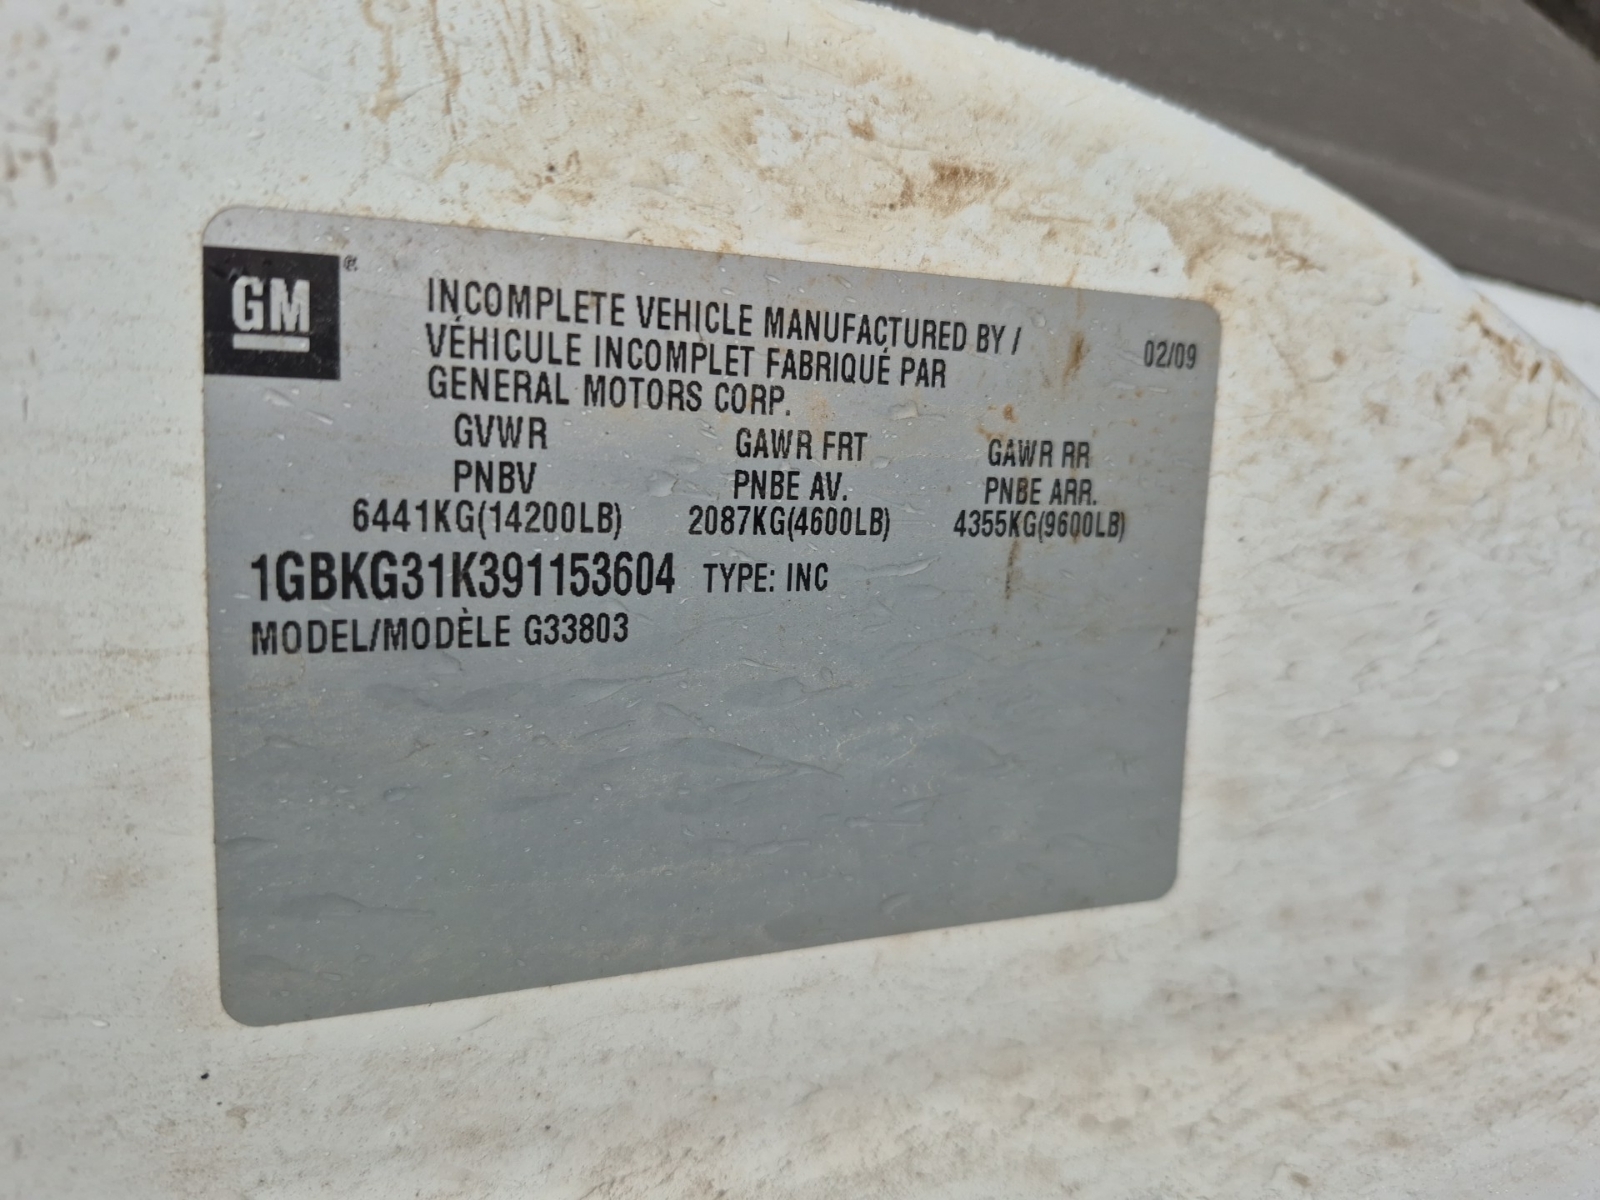 GM®
INCOMPLETE VEHICLE MANUFACTURED BY /
VÉHICULE INCOMPLET FABRIQUÉ PAR
GENERAL MOTORS CORP.
02/09
GVWR GAWR FRT GAWR RR
PNBV PNBE AV. PNBE ARR.
6441KG(14200LB) 2087KG(4600LB) 4355KG(9600LB)
1GBKG31K391153604 TYPE: INC
MODEL/MODÈLE G33803